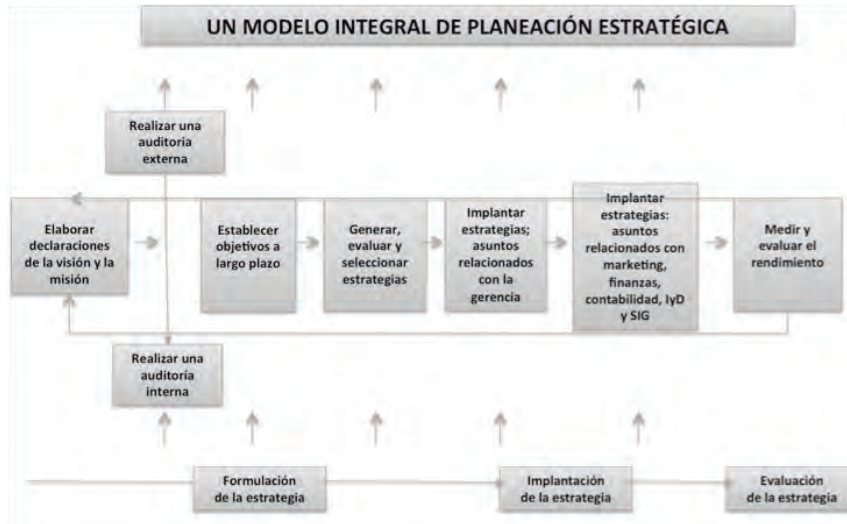 UN MODELO INTEGRAL DE PLANEACIÓN ESTRATÉGICA
Realizar una
auditoría
externa
Elaborar
declaraciones
de la visión y la
misión
Establecer
objetivos a
largo plazo
Generar,
evaluar y
seleccionar
estrategias
Implantar
estrategias;
asuntos
relacionados
con la
gerencia
Implantar
estrategias:
asuntos
relacionados con
marketing,
finanzas,
contabilidad, IyD
y SIG
Medir y
evaluar el
rendimiento
Realizar una
auditoría
interna
Formulación
de la estrategia
Implantación
de la estrategia
Evaluación
de la estrategia